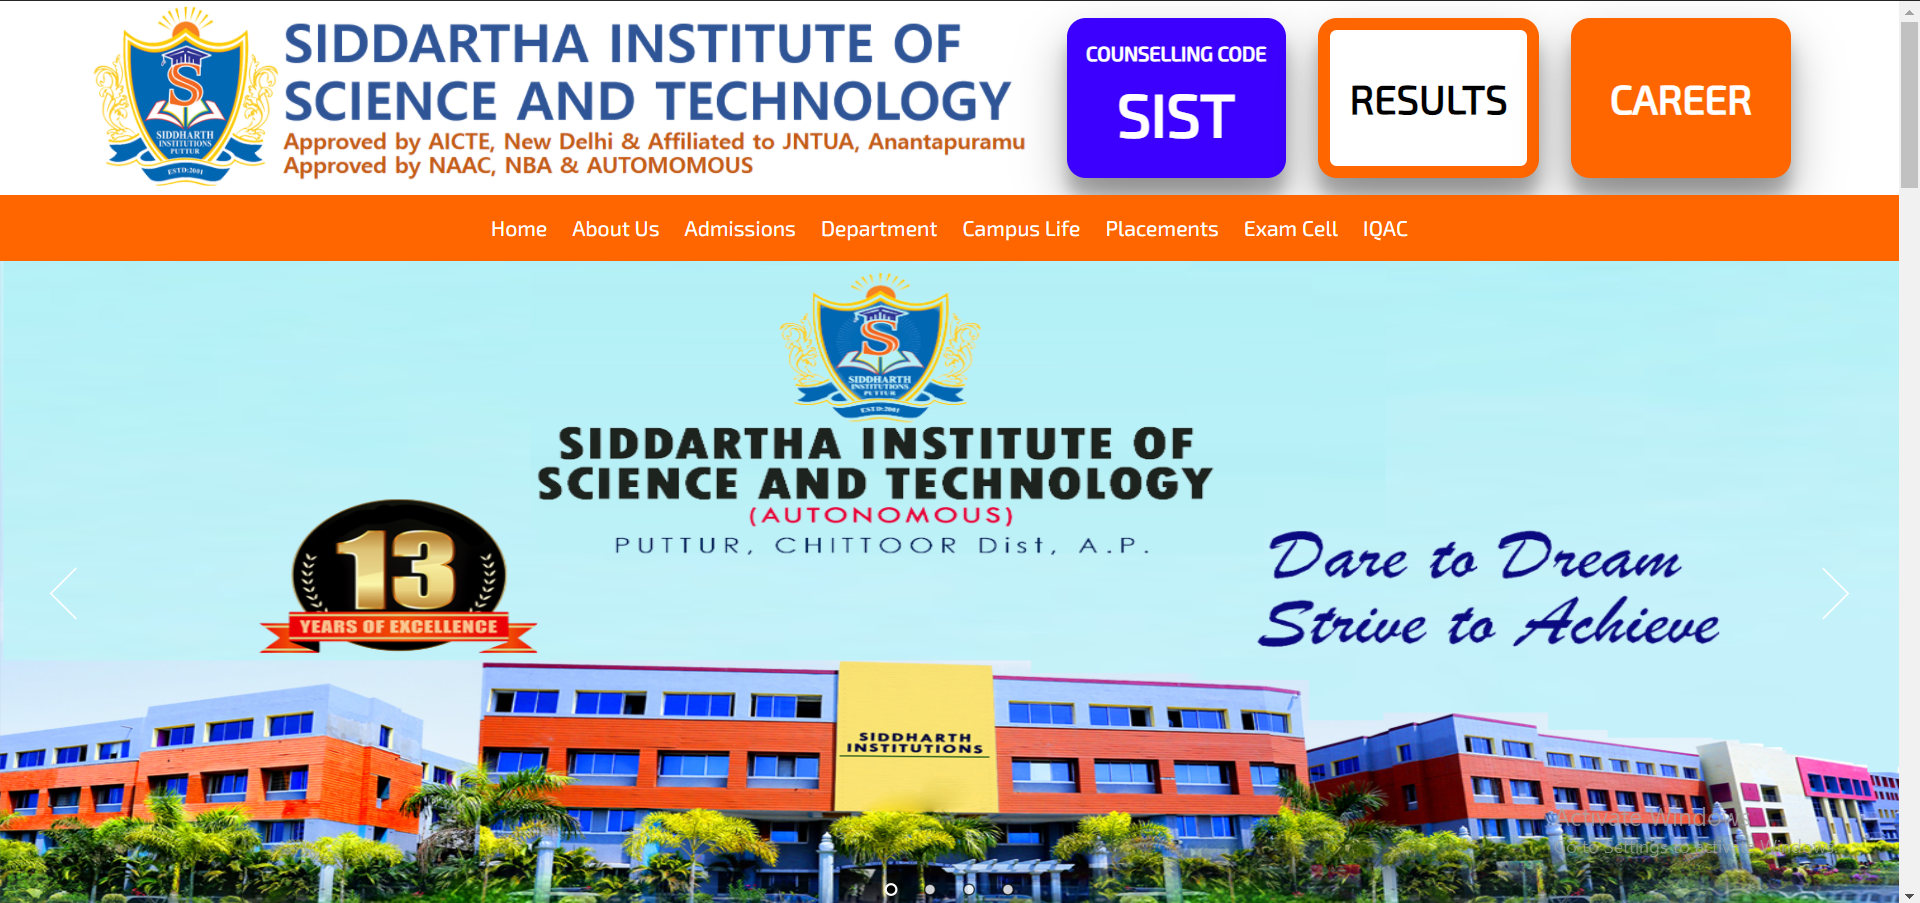 SIDDHARTH
INSTITUTIONS
PUTTUR
ESTD:2001
SIDDARTHA INSTITUTE OF
SCIENCE AND TECHNOLOGY
Approved by AICTE, New Delhi & Affiliated to JNTUA, Anantapuramu
Approved by NAAC, NBA & AUTOMOMOUS
COUNSELLING CODE
SIST
RESULTS
CAREER
Home About Us Admissions Department Campus Life Placements Exam Cell IQAC
S
SIDDHARTH
INSTITUTIONS
PUTTUR
ESTD:2001
SIDDARTHA INSTITUTE OF
SCIENCE AND TECHNOLOGY
(AUTONOMOUS)
PUTTUR, CHITTOOR Dist, A.P.
13
YEARS OF EXCELLENCE
Dare to Dream
Strive to Achieve
SIDDHARTH
INSTITUTIONS
Activate Windows
Go to Settings to activate Windows.